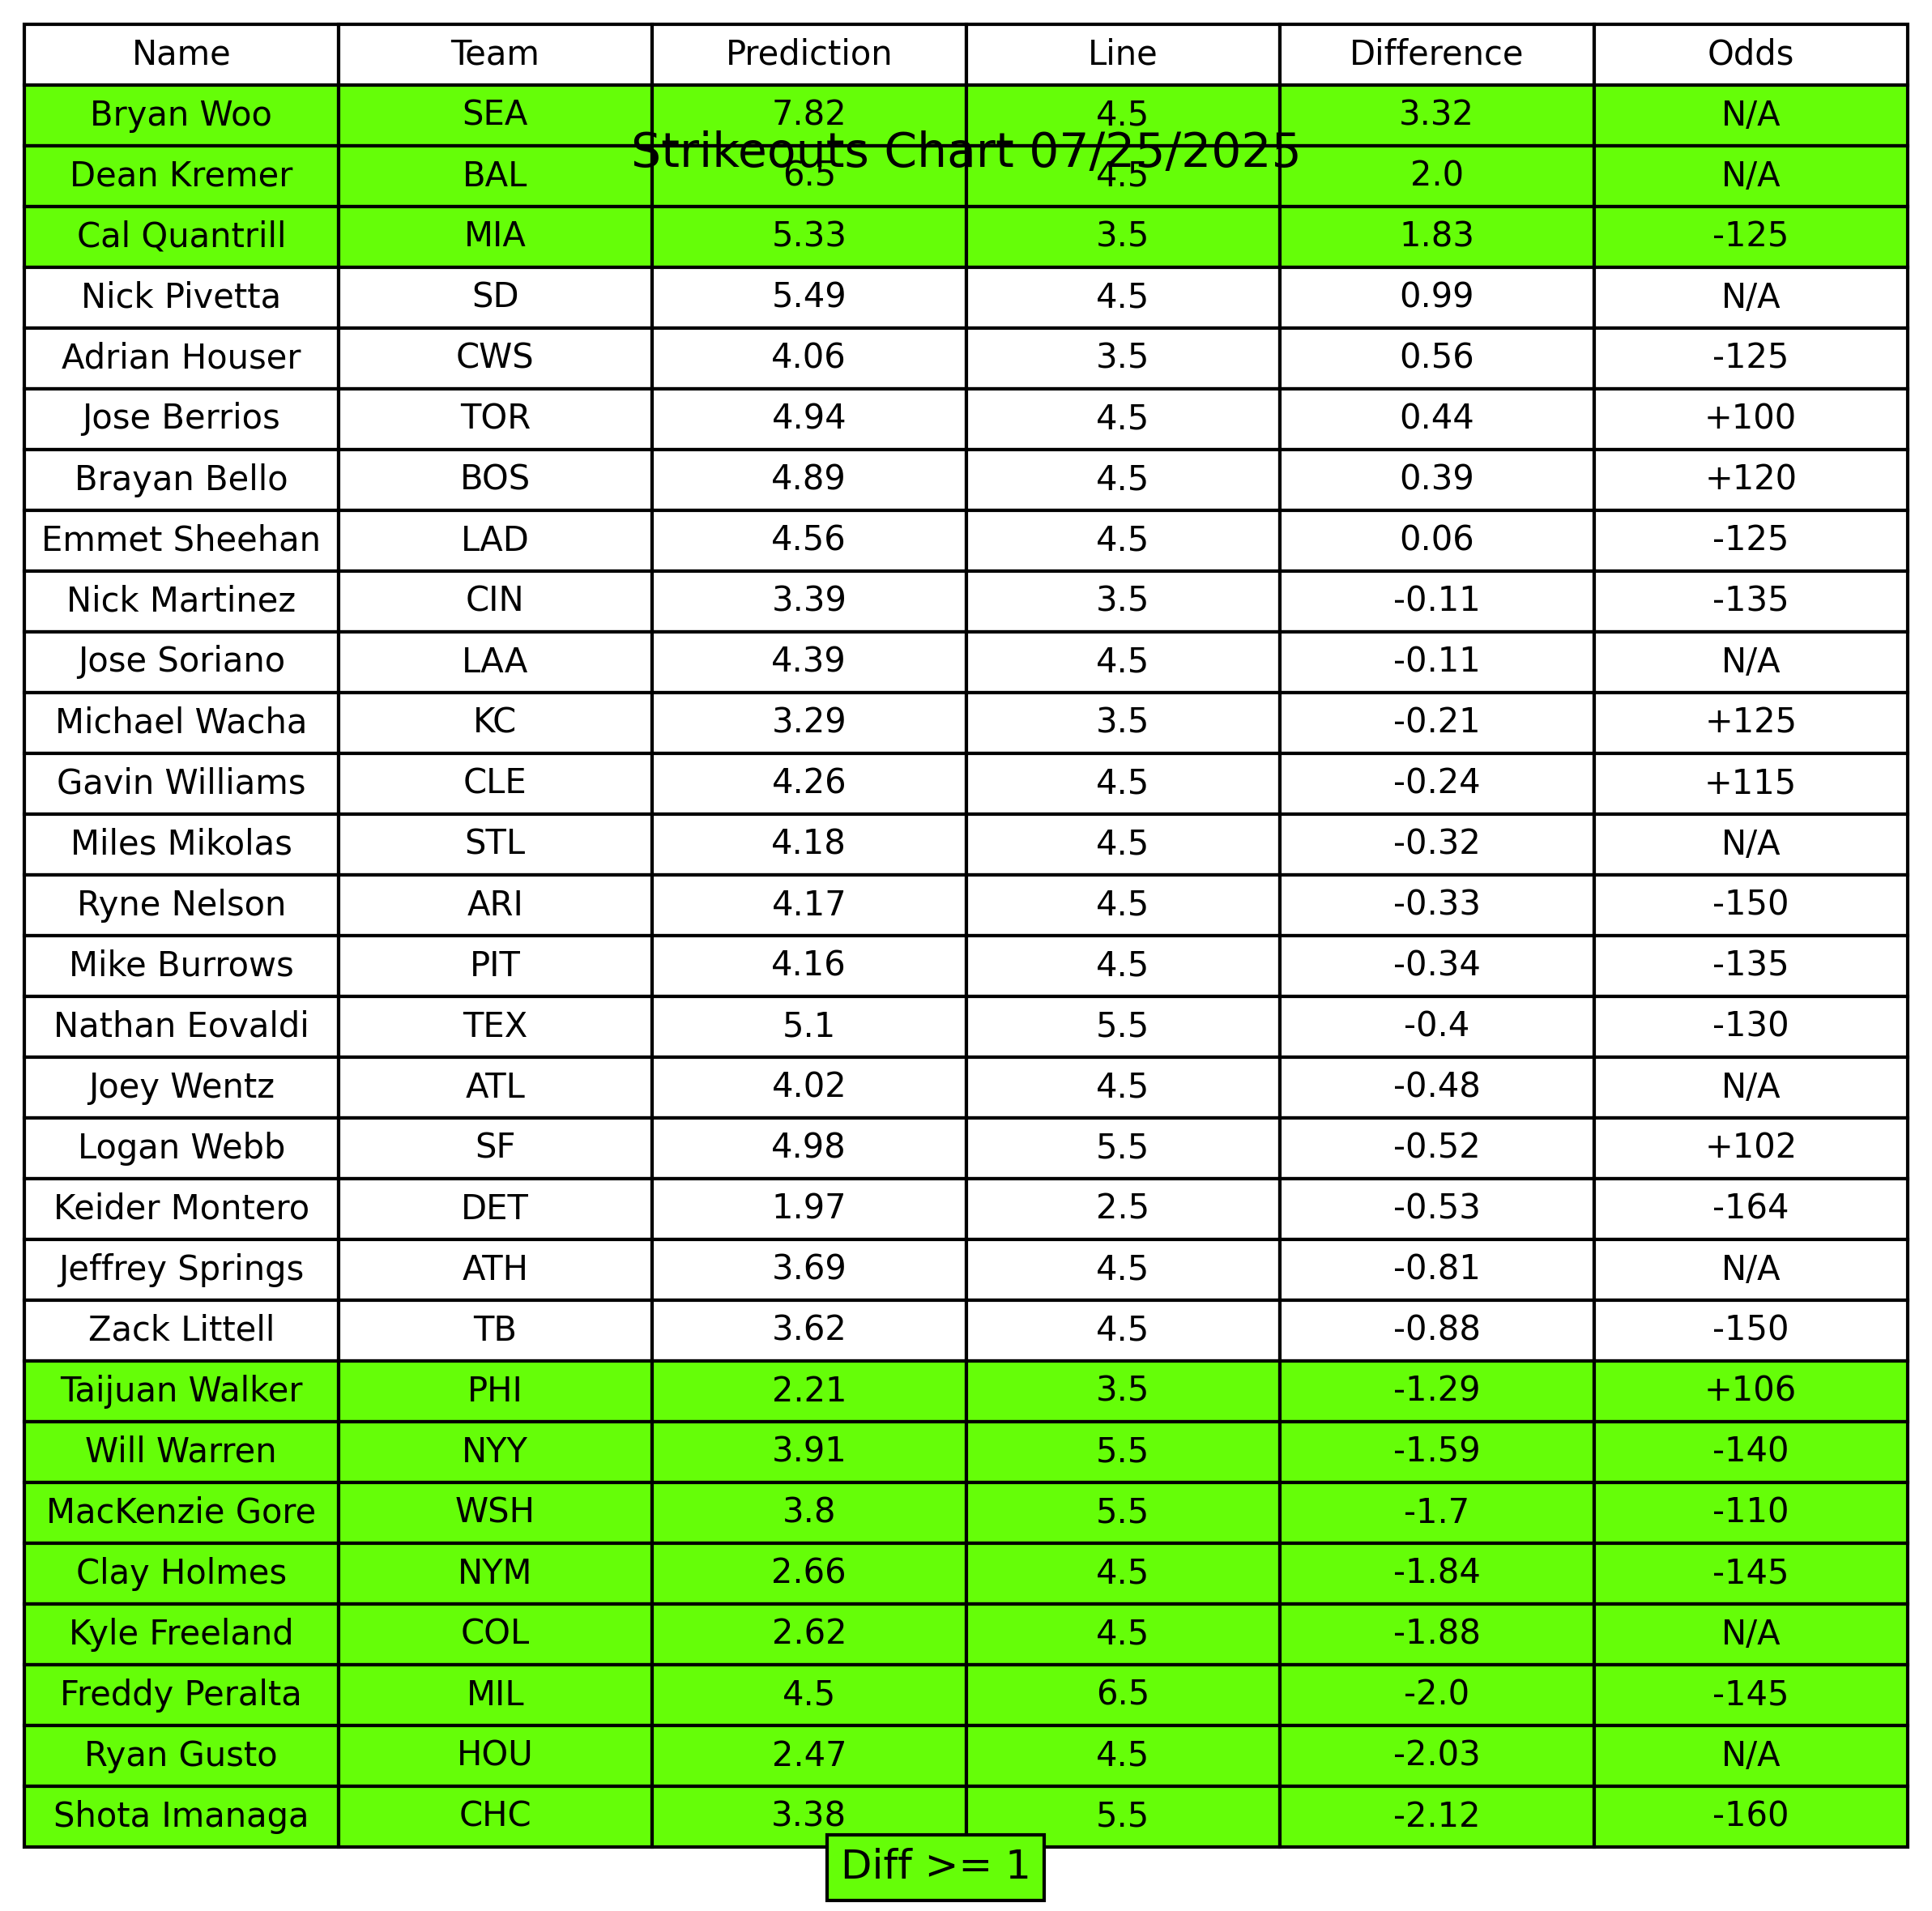 Name Team Prediction Line Difference Odds
Bryan Woo SEA 7.82 4.5 3.32 N/A
Strikeouts Chart 07/25/2025
Dean Kremer BAL 6.5 4.5 2.0 N/A
Cal Quantrill MIA 5.33 3.5 1.83 -125
Nick Pivetta SD 5.49 4.5 0.99 N/A
Adrian Houser CWS 4.06 3.5 0.56 -125
Jose Berrios TOR 4.94 4.5 0.44 +100
Brayan Bello BOS 4.89 4.5 0.39 +120
Emmet Sheehan LAD 4.56 4.5 0.06 -125
Nick Martinez CIN 3.39 3.5 -0.11 -135
Jose Soriano LAA 4.39 4.5 -0.11 N/A
Michael Wacha KC 3.29 3.5 -0.21 +125
Gavin Williams CLE 4.26 4.5 -0.24 +115
Miles Mikolas STL 4.18 4.5 -0.32 N/A
Ryne Nelson ARI 4.17 4.5 -0.33 -150
Mike Burrows PIT 4.16 4.5 -0.34 -135
Nathan Eovaldi TEX 5.1 5.5 -0.4 -130
Joey Wentz ATL 4.02 4.5 -0.48 N/A
Logan Webb SF 4.98 5.5 -0.52 +102
Keider Montero DET 1.97 2.5 -0.53 -164
Jeffrey Springs ATH 3.69 4.5 -0.81 N/A
Zack Littell TB 3.62 4.5 -0.88 -150
Taijuan Walker PHI 2.21 3.5 -1.29 +106
Will Warren NYY 3.91 5.5 -1.59 -140
MacKenzie Gore WSH 3.8 5.5 -1.7 -110
Clay Holmes NYM 2.66 4.5 -1.84 -145
Kyle Freeland COL 2.62 4.5 -1.88 N/A
Freddy Peralta MIL 4.5 6.5 -2.0 -145
Ryan Gusto HOU 2.47 4.5 -2.03 N/A
Shota Imanaga CHC 3.38 5.5 -2.12 -160
Diff >= 1